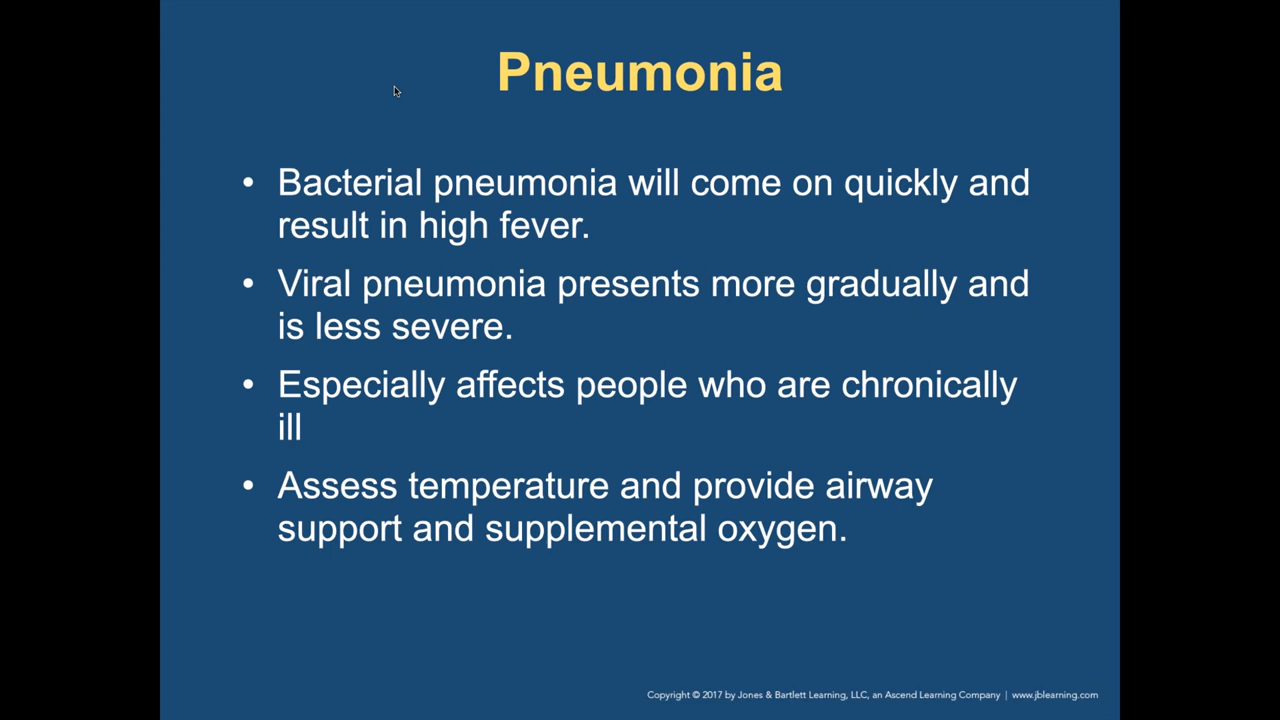 Pneumonia
• Bacterial pneumonia will come on quickly and
result in high fever.
• Viral pneumonia presents more gradually and
is less severe.
• Especially affects people who are chronically
ill
• Assess temperature and provide airway
support and supplemental oxygen.
Copyright © 2017 by Jones & Bartlett Learning, LLC, an Ascend Learning Company | www.jblearning.com